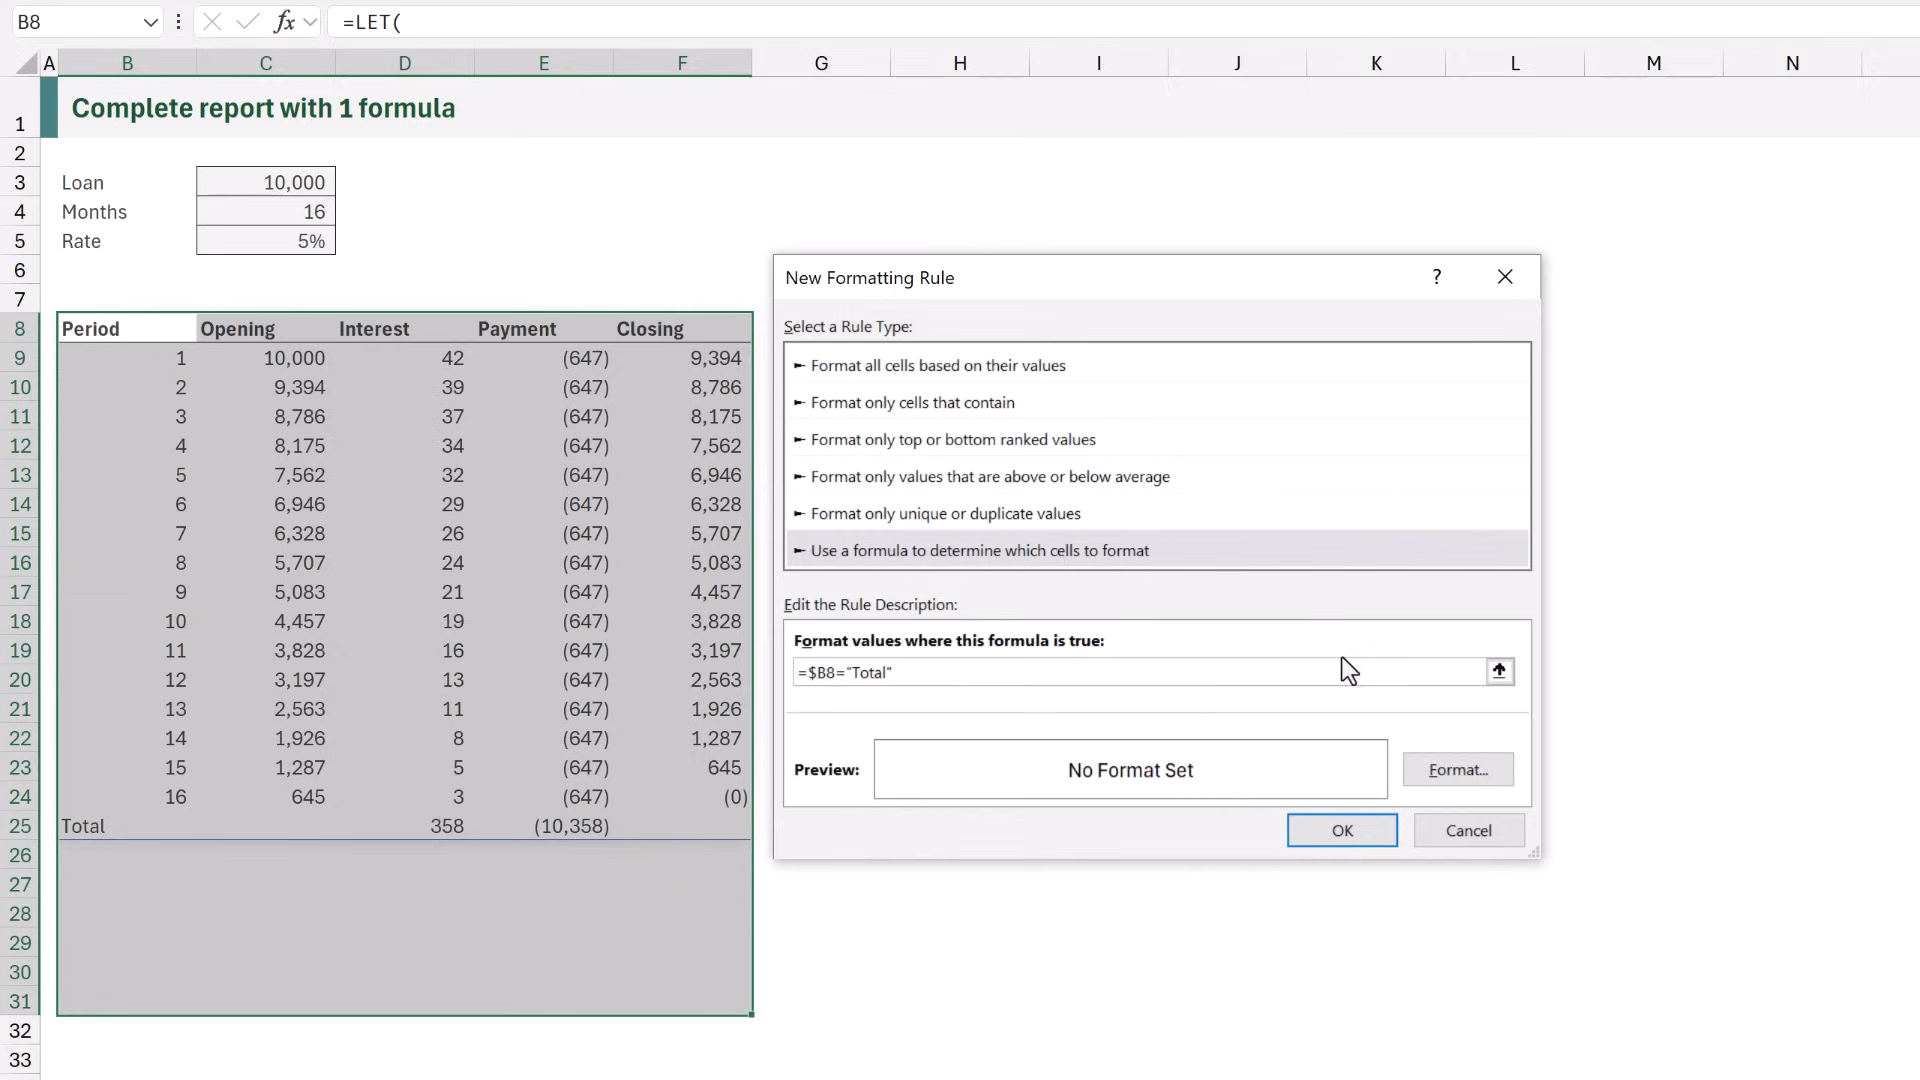 B8 fx =LET(
A B C D E F G H I J K L M N
1 Complete report with 1 formula
2
3 Loan 10,000
4 Months 16
5 Rate 5%
6
7
8 Period Opening Interest Payment Closing
9 1 10,000 42 (647) 9,394
10 2 9,394 39 (647) 8,786
11 3 8,786 37 (647) 8,175
12 4 8,175 34 (647) 7,562
13 5 7,562 32 (647) 6,946
14 6 6,946 29 (647) 6,328
15 7 6,328 26 (647) 5,707
16 8 5,707 24 (647) 5,083
17 9 5,083 21 (647) 4,457
18 10 4,457 19 (647) 3,828
19 11 3,828 16 (647) 3,197
20 12 3,197 13 (647) 2,563
21 13 2,563 11 (647) 1,926
22 14 1,926 8 (647) 1,287
23 15 1,287 5 (647) 645
24 16 645 3 (647) (0)
25 Total 358 (10,358)
26
27
28
29
30
31
32
33
New Formatting Rule ?
Select a Rule Type:
► Format all cells based on their values
► Format only cells that contain
► Format only top or bottom ranked values
► Format only values that are above or below average
► Format only unique or duplicate values
► Use a formula to determine which cells to format
Edit the Rule Description:
Format values where this formula is true:
=$B8="Total"
Preview: No Format Set Format...
OK Cancel